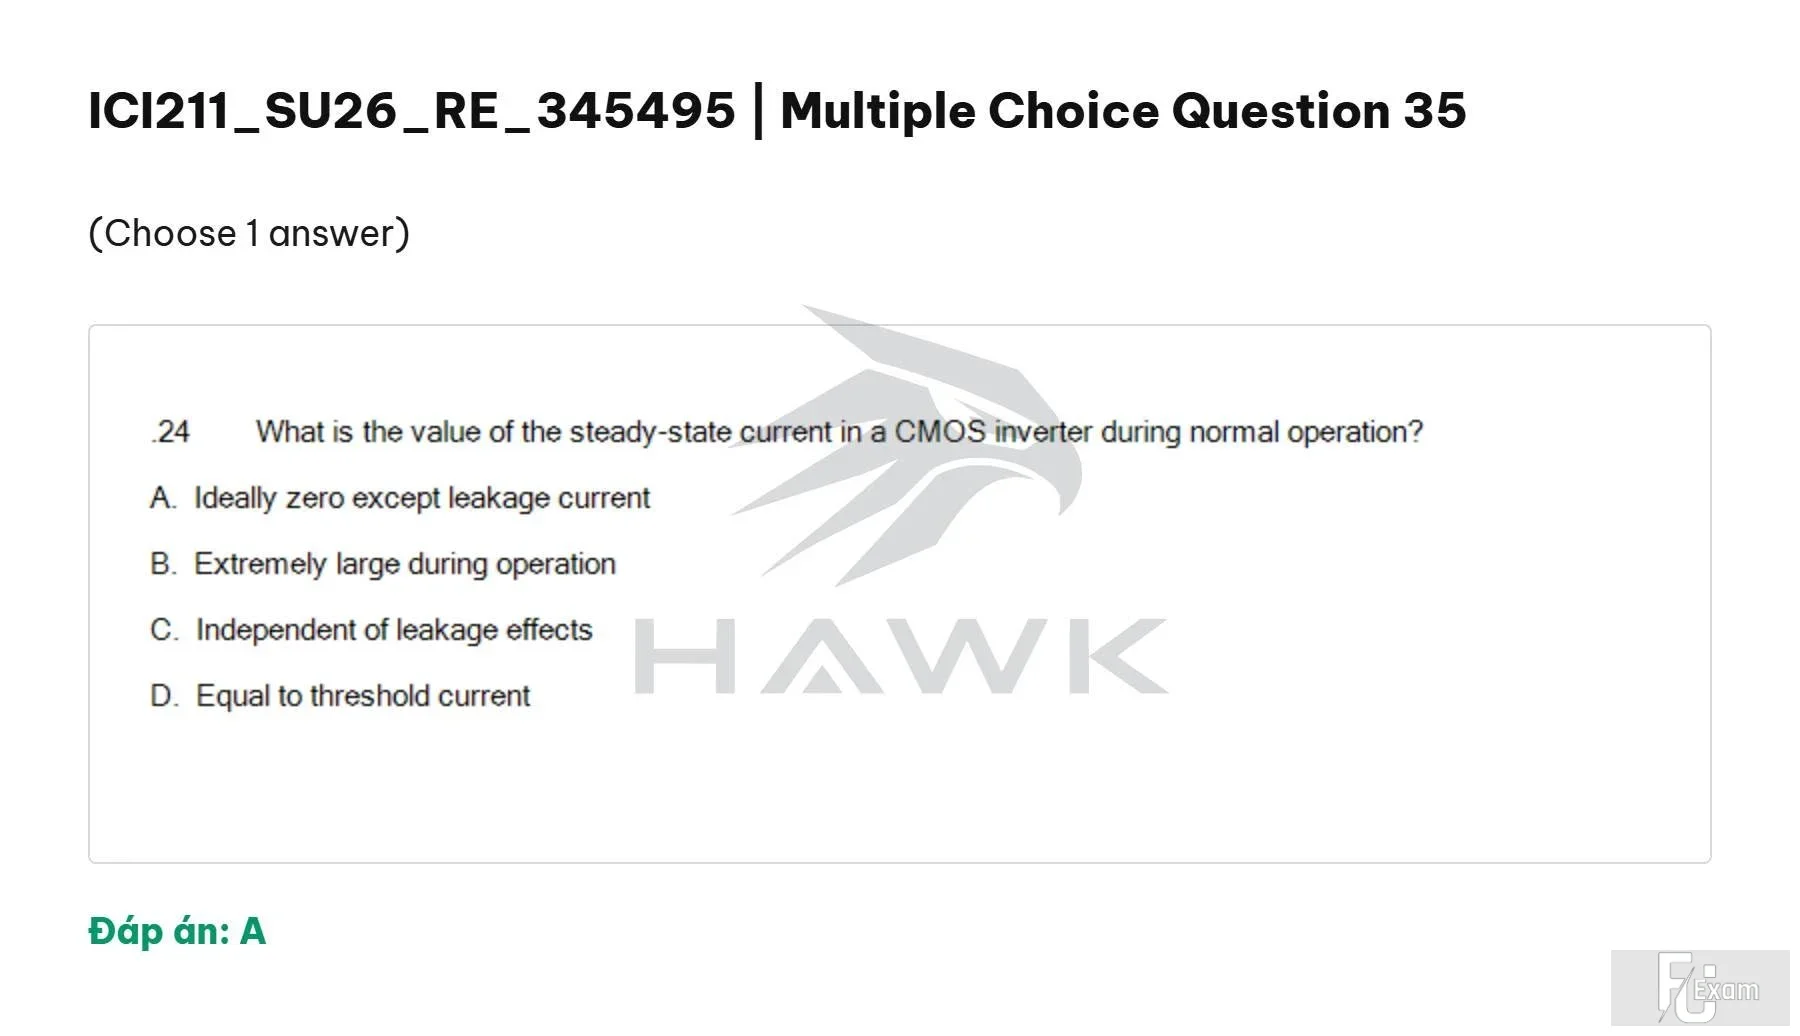 ICI211_SU26_RE_345495 | Multiple Choice Question 35
(Choose 1 answer)
.24 What is the value of the steady-state current in a CMOS inverter during normal operation?
A. Ideally zero except leakage current
B. Extremely large during operation
C. Independent of leakage effects
D. Equal to threshold current
HAWK
Đáp án: A
FU Exam